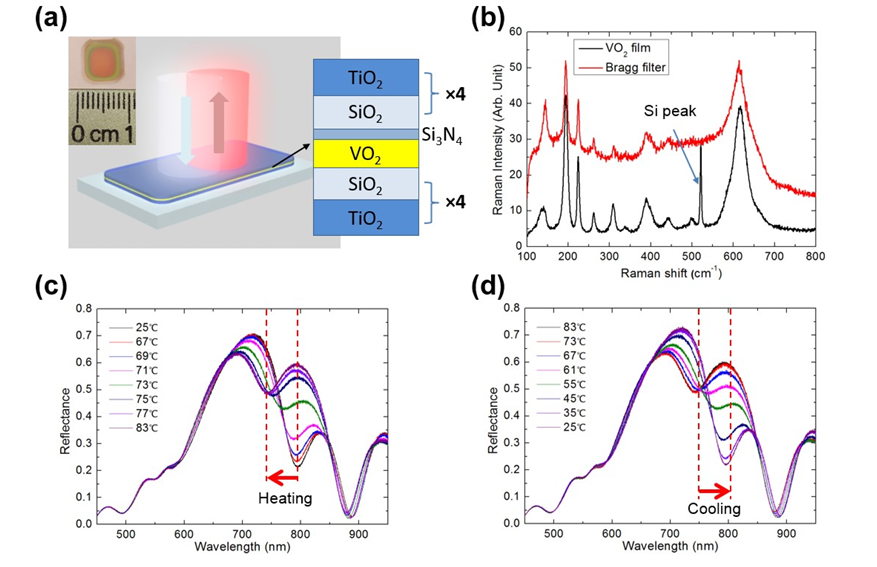 (a)
0 cm 1
TiO₂
SiO₂
Si₃N₄
VO₂
SiO₂
TiO₂
×4
×4
(b)
60
50
40
30
20
10
0
Raman Intensity (Arb. Unit)
VO₂ film
Bragg filter
Si peak
100 200 300 400 500 600 700 800
Raman shift (cm⁻¹)
(c)
0.8
0.7
0.6
0.5
0.4
0.3
0.2
0.1
0.0
Reflectance
25℃
67℃
69℃
71℃
73℃
75℃
77℃
83℃
Heating
500 600 700 800 900
Wavelength (nm)
(d)
0.8
0.7
0.6
0.5
0.4
0.3
0.2
0.1
0.0
Reflectance
83℃
73℃
67℃
61℃
55℃
45℃
35℃
25℃
Cooling
500 600 700 800 900
Wavelength (nm)